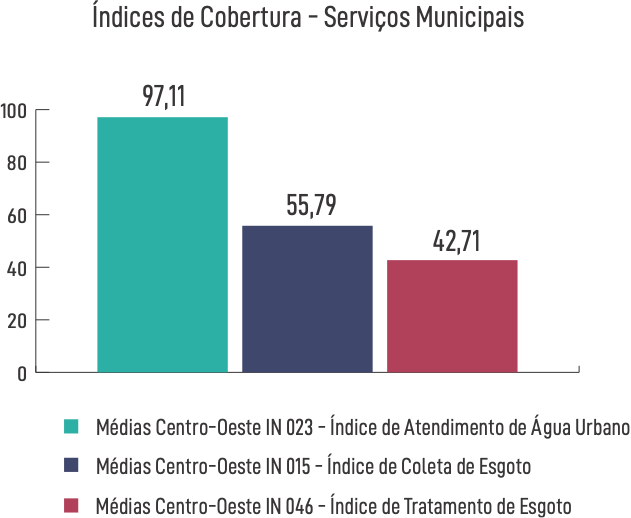 Índices de Cobertura - Serviços Municipais
97,11
100
80
55,79
60
42,71
40
20
0
Médias Centro-Oeste IN 023 - Índice de Atendimento de Água Urbano
Médias Centro-Oeste IN 015 - Índice de Coleta de Esgoto
Médias Centro-Oeste IN 046 - Índice de Tratamento de Esgoto